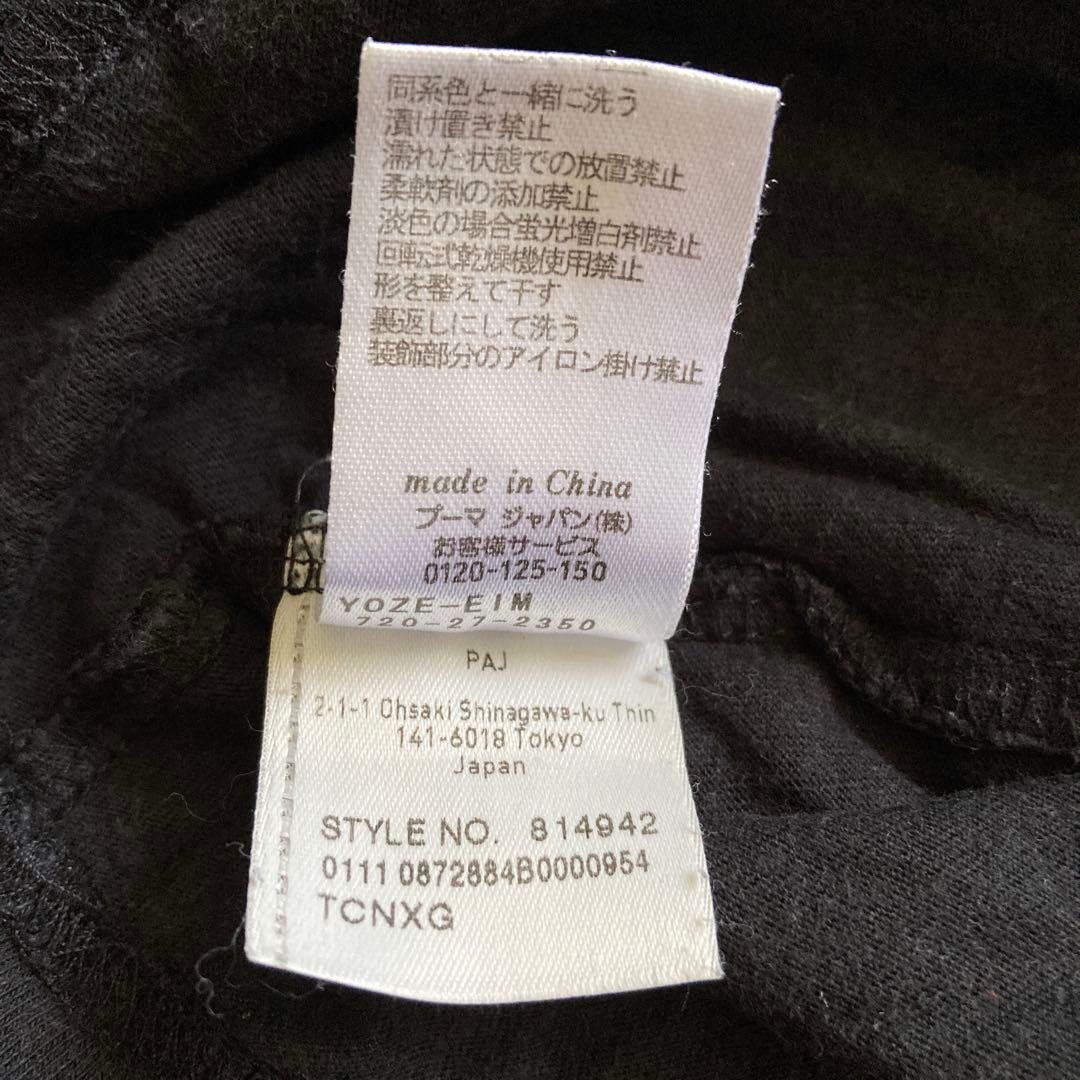 同系色と一緒に洗う
漬け置き禁止
濡れた状態での放置禁止
柔軟剤の添加禁止
淡色の場合蛍光増白剤禁止
回転式乾燥機使用禁止
形を整えて干す
裏返しにして洗う
装飾部分のアイロン掛け禁止
made in China
プーマ ジャパン(株)
お客様サービス
0120-125-150
YOZE-EIM
720-27-2350
PAJ
2-1-1 Ohsaki Shinagawa-ku Thin
141-6018 Tokyo
Japan
STYLE NO. 814942
0111 0872884B0000954
TCNXG